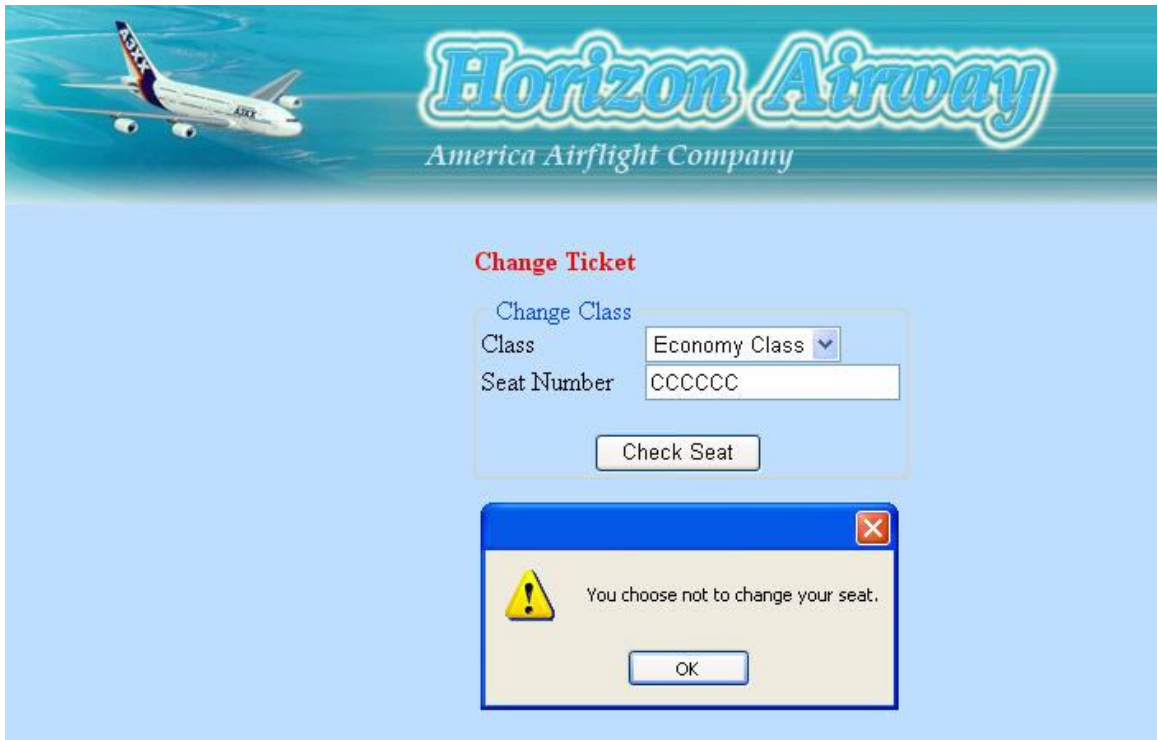 A3XX
A3XX
Horizon Airway
America Airflight Company
Change Ticket
Change Class
Class Economy Class
Seat Number CCCCCC
Check Seat
You choose not to change your seat.
OK